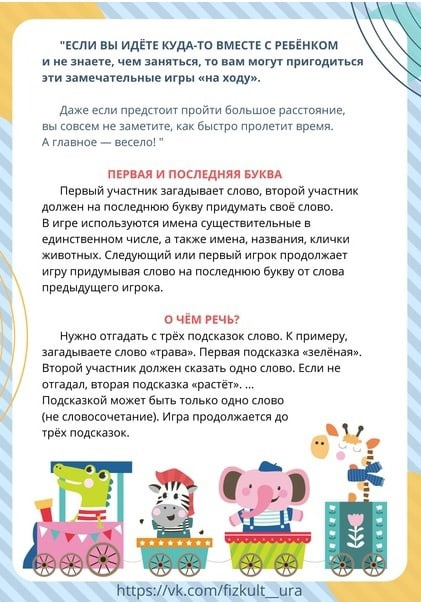 "ЕСЛИ ВЫ ИДЁТЕ КУДА-ТО ВМЕСТЕ С РЕБЁНКОМ
и не знаете, чем заняться, то вам могут пригодиться
эти замечательные игры «на ходу».
Даже если предстоит пройти большое расстояние,
вы совсем не заметите, как быстро пролетит время.
А главное — весело! "
ПЕРВАЯ И ПОСЛЕДНЯЯ БУКВА
Первый участник загадывает слово, второй участник
должен на последнюю букву придумать своё слово.
В игре используются имена существительные в
единственном числе, а также имена, названия, клички
животных. Следующий или первый игрок продолжает
игру придумывая слово на последнюю букву от слова
предыдущего игрока.
О ЧЁМ РЕЧЬ?
Нужно отгадать с трёх подсказок слово. К примеру,
загадываете слово «трава». Первая подсказка «зелёная».
Второй участник должен сказать одно слово. Если не
отгадал, вторая подсказка «растёт». ...
Подсказкой может быть только одно слово
(не словосочетание). Игра продолжается до
трёх подсказок.
https://vk.com/fizkult__ura